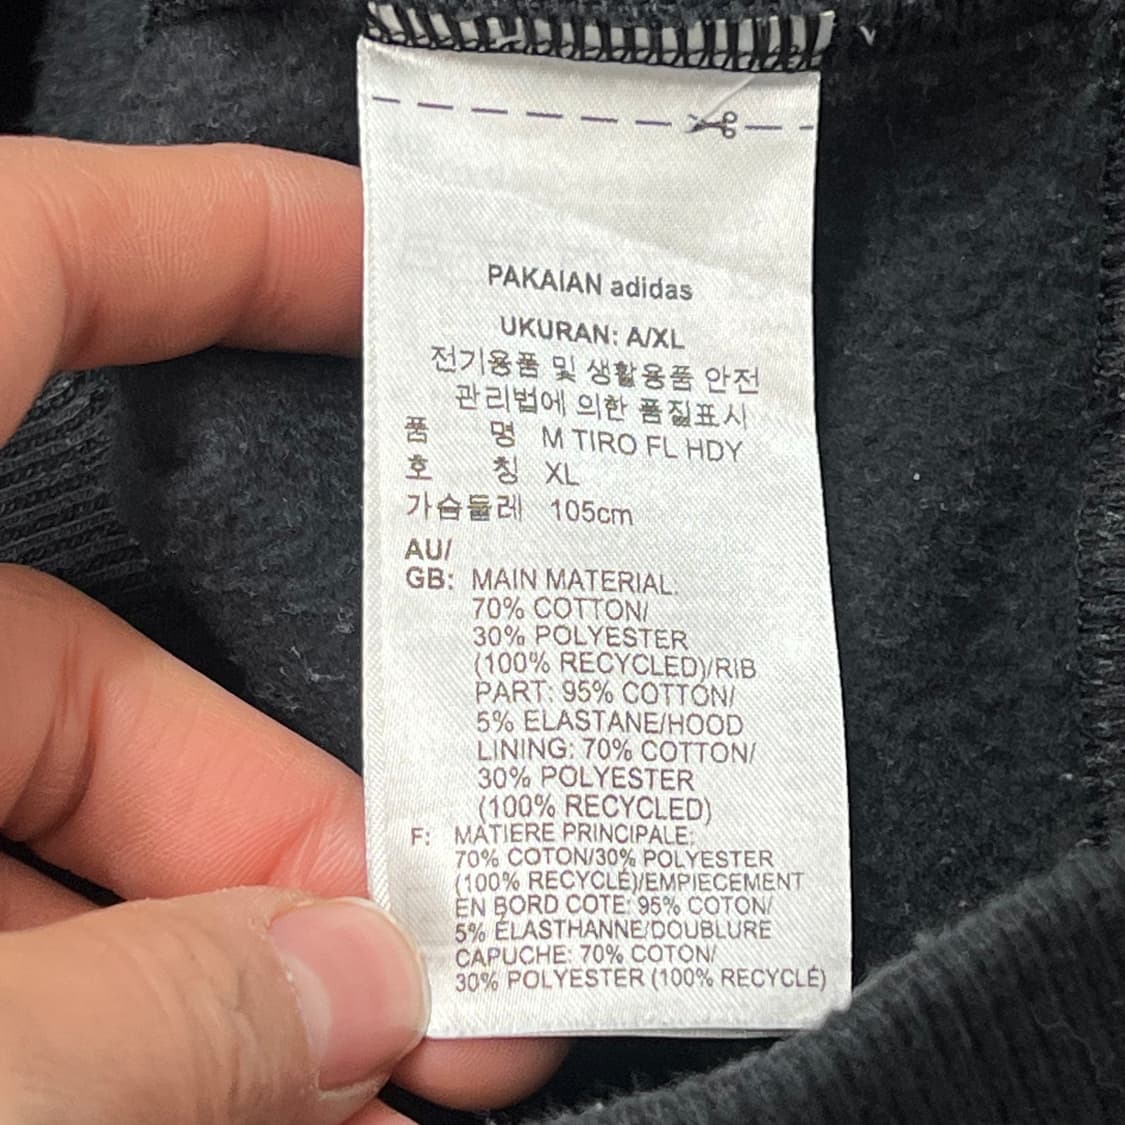 PAKAIAN adidas
UKURAN: A/XL
전기용품 및 생활용품 안전
관리법에 의한 품질표시
품 명 M TIRO FL HDY
호 칭 XL
가슴둘레 105cm
AU/
GB: MAIN MATERIAL:
70% COTTON/
30% POLYESTER
(100% RECYCLED)/RIB
PART: 95% COTTON/
5% ELASTANE/HOOD
LINING: 70% COTTON/
30% POLYESTER
(100% RECYCLED)
F: MATIERE PRINCIPALE:
70% COTON/30% POLYESTER
(100% RECYCLÉ)/EMPIECEMENT
EN BORD COTE: 95% COTON/
5% ÉLASTHANNE/DOUBLURE
CAPUCHE: 70% COTON/
30% POLYESTER (100% RECYCLÉ)